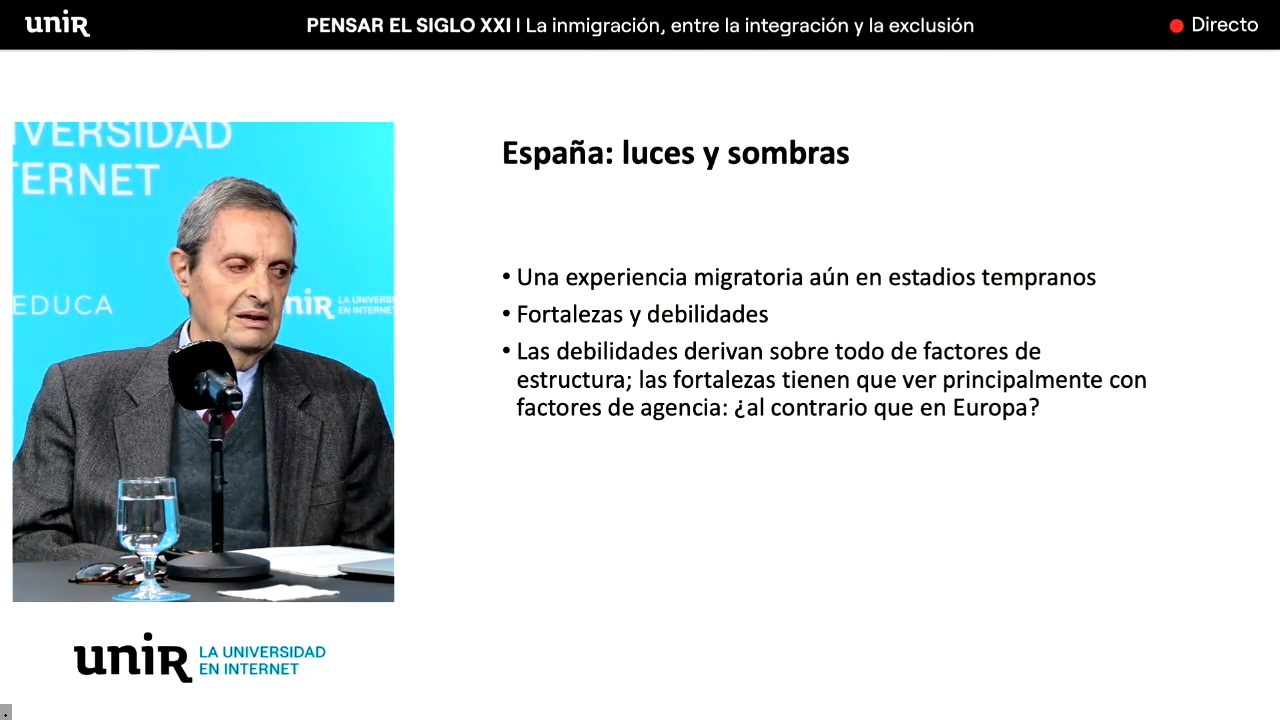 unir
PENSAR EL SIGLO XXI | La inmigración, entre la integración y la exclusión
Directo
IVERSIDAD
TERNET
EDUCA
unir LA UNIVERSI
EN INTERNE
España: luces y sombras
• Una experiencia migratoria aún en estadios tempranos
• Fortalezas y debilidades
• Las debilidades derivan sobre todo de factores de
estructura; las fortalezas tienen que ver principalmente con
factores de agencia: ¿al contrario que en Europa?
unir LA UNIVERSIDAD
EN INTERNET